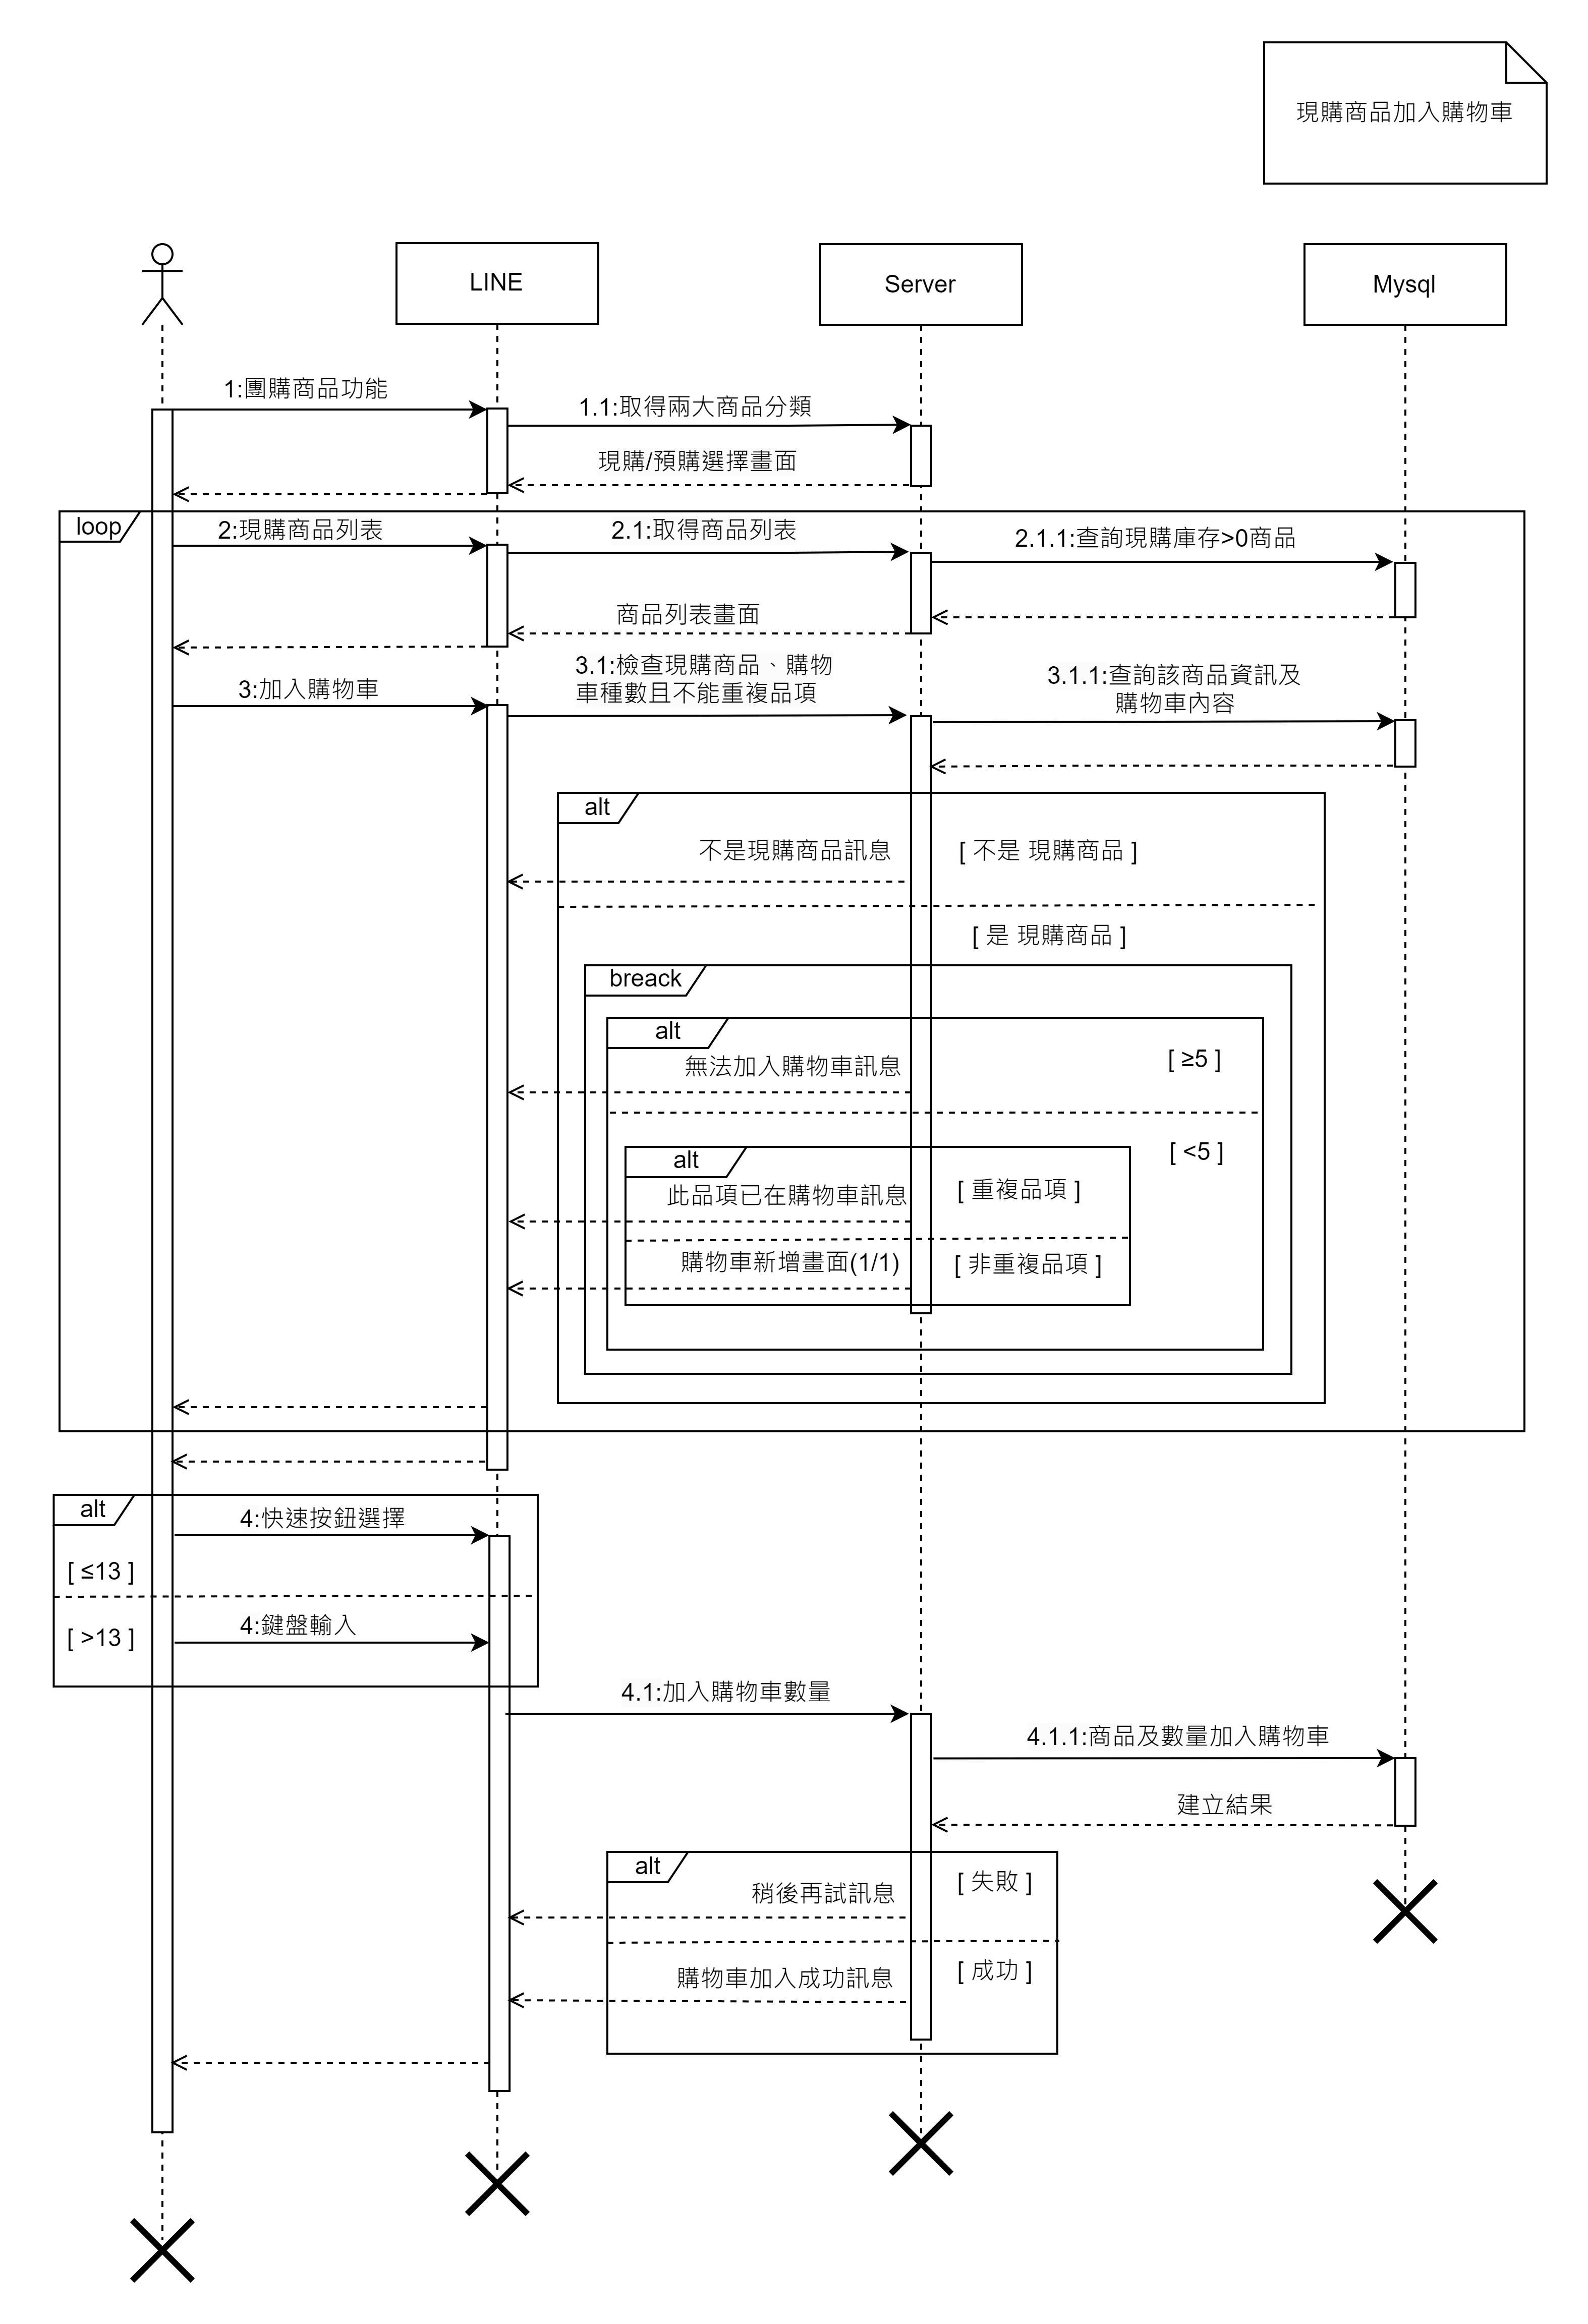 現購商品加入購物車
LINE
Server
Mysql
1:團購商品功能
1.1:取得兩大商品分類
現購/預購選擇畫面
loop
2:現購商品列表
2.1:取得商品列表
2.1.1:查詢現購庫存>0商品
商品列表畫面
3:加入購物車
3.1:檢查現購商品、購物
車種數且不能重複品項
3.1.1:查詢該商品資訊及
購物車內容
alt
不是現購商品訊息
[ 不是 現購商品 ]
[ 是 現購商品 ]
breack
alt
無法加入購物車訊息
[ ≥5 ]
[ <5 ]
alt
此品項已在購物車訊息
[ 重複品項 ]
購物車新增畫面(1/1)
[ 非重複品項 ]
alt
4:快速按鈕選擇
[ ≤13 ]
4:鍵盤輸入
[ >13 ]
4.1:加入購物車數量
4.1.1:商品及數量加入購物車
建立結果
alt
稍後再試訊息
[ 失敗 ]
購物車加入成功訊息
[ 成功 ]